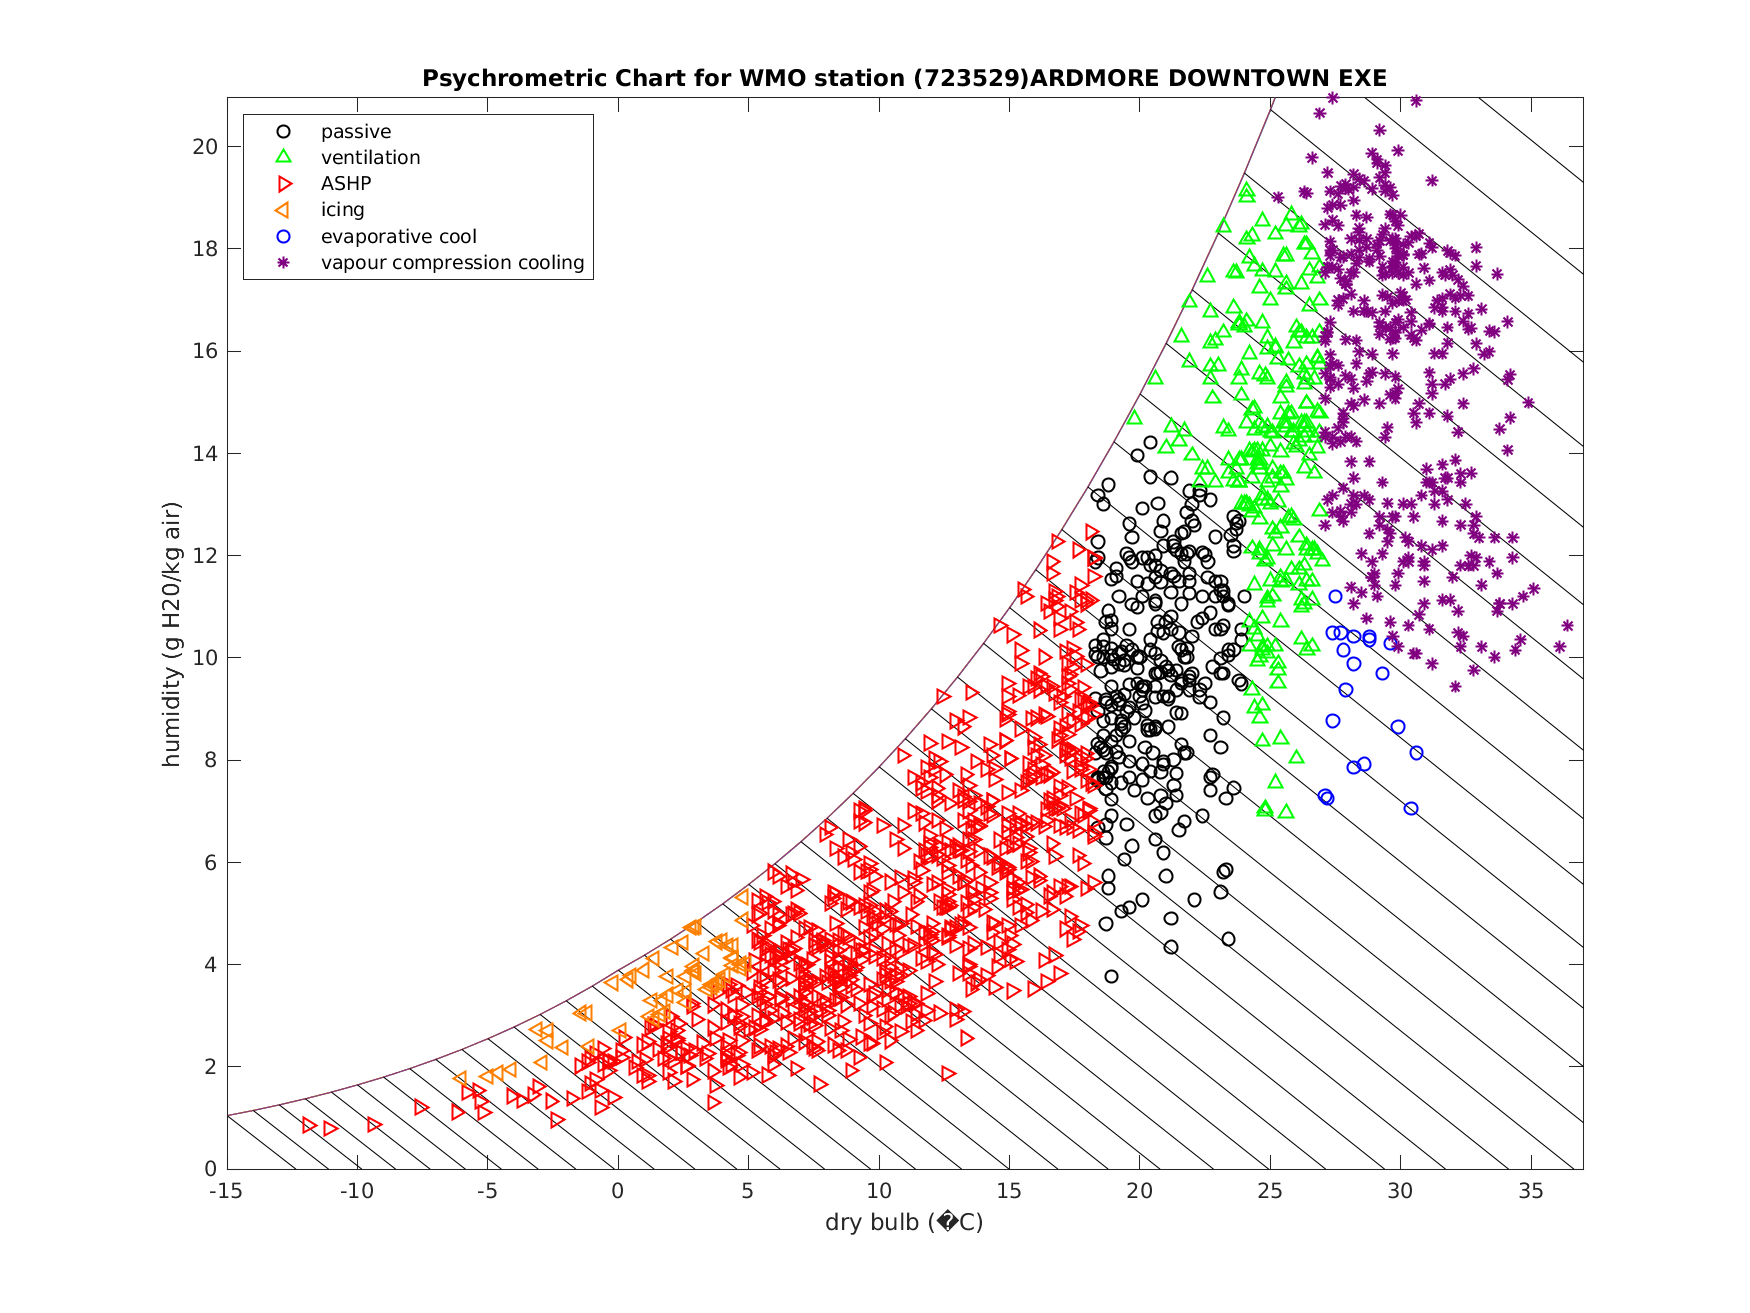 Psychrometric Chart for WMO station (723529)ARDMORE DOWNTOWN EXE
passive
ventilation
ASHP
icing
evaporative cool
vapour compression cooling
humidity (g H20/kg air)
20
18
16
14
12
10
8
6
4
2
0
-15 -10 -5 0 5 10 15 20 25 30 35
dry bulb (�C)